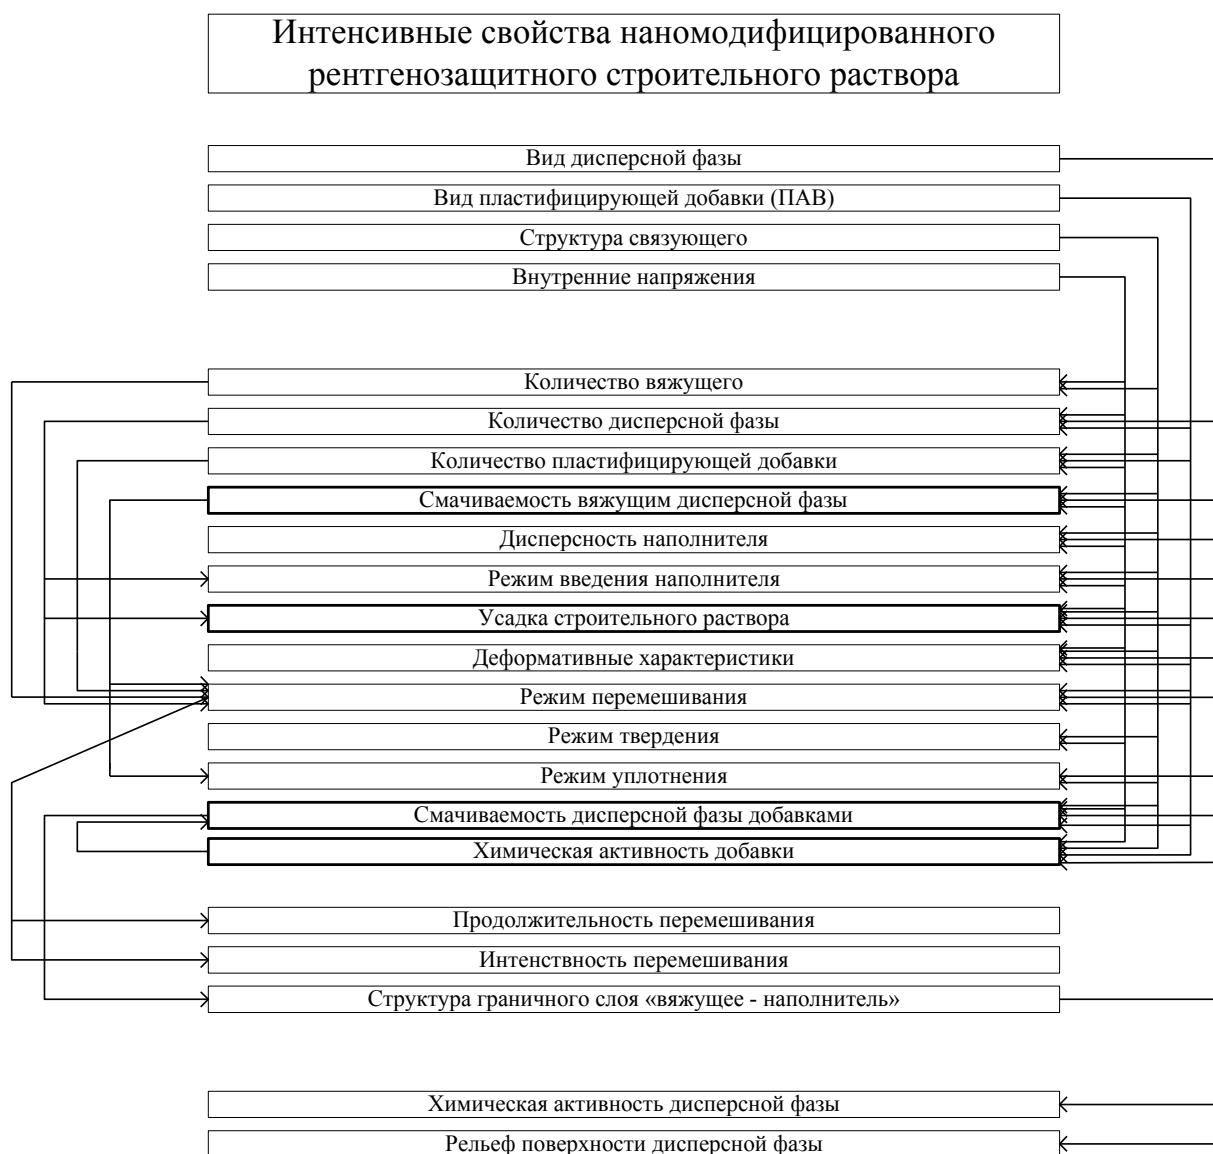 Интенсивные свойства наномодифицированного
рентгенозащитного строительного раствора
Вид дисперсной фазы
Вид пластифицирующей добавки (ПАВ)
Структура связующего
Внутренние напряжения
Количество вяжущего
Количество дисперсной фазы
Количество пластифицирующей добавки
Смачиваемость вяжущим дисперсной фазы
Дисперсность наполнителя
Режим введения наполнителя
Усадка строительного раствора
Деформативные характеристики
Режим перемешивания
Режим твердения
Режим уплотнения
Смачиваемость дисперсной фазы добавками
Химическая активность добавки
Продолжительность перемешивания
Интенствность перемешивания
Структура граничного слоя «вяжущее - наполнитель»
Химическая активность дисперсной фазы
Рельеф поверхности дисперсной фазы